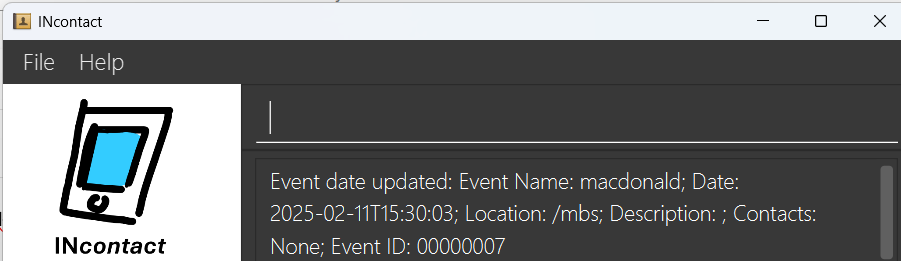 INcontact
File Help
INcontact
Event date updated: Event Name: macdonald; Date:
2025-02-11T15:30:03; Location: /mbs; Description: ; Contacts:
None; Event ID: 00000007